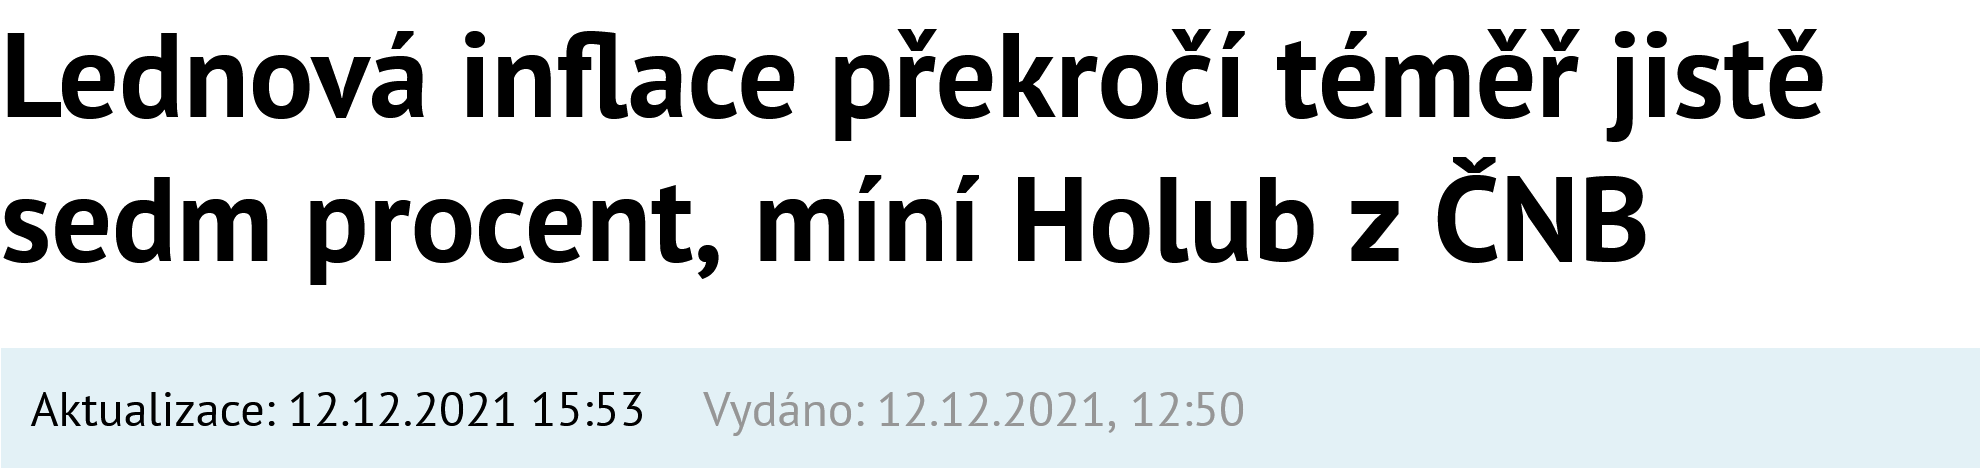 Lednová inflace překročí téměř jistě
sedm procent, míní Holub z ČNB
Aktualizace: 12.12.2021 15:53 Vydáno: 12.12.2021, 12:50